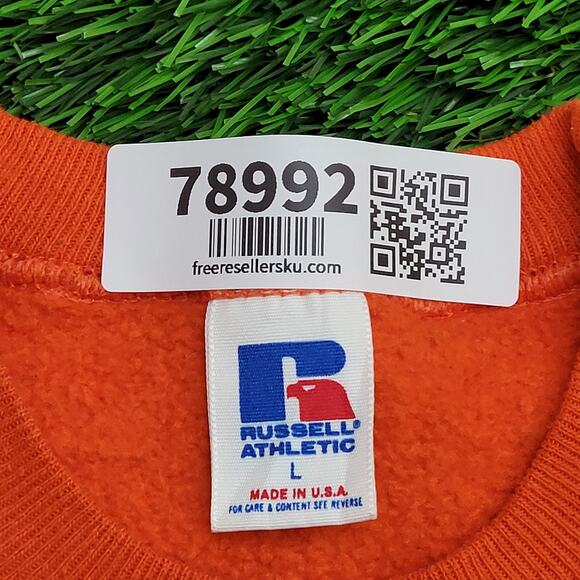 78992
freeresellersku.com
RUSSELL®
ATHLETIC
L
MADE IN U.S.A.
FOR CARE & CONTENT SEE REVERSE